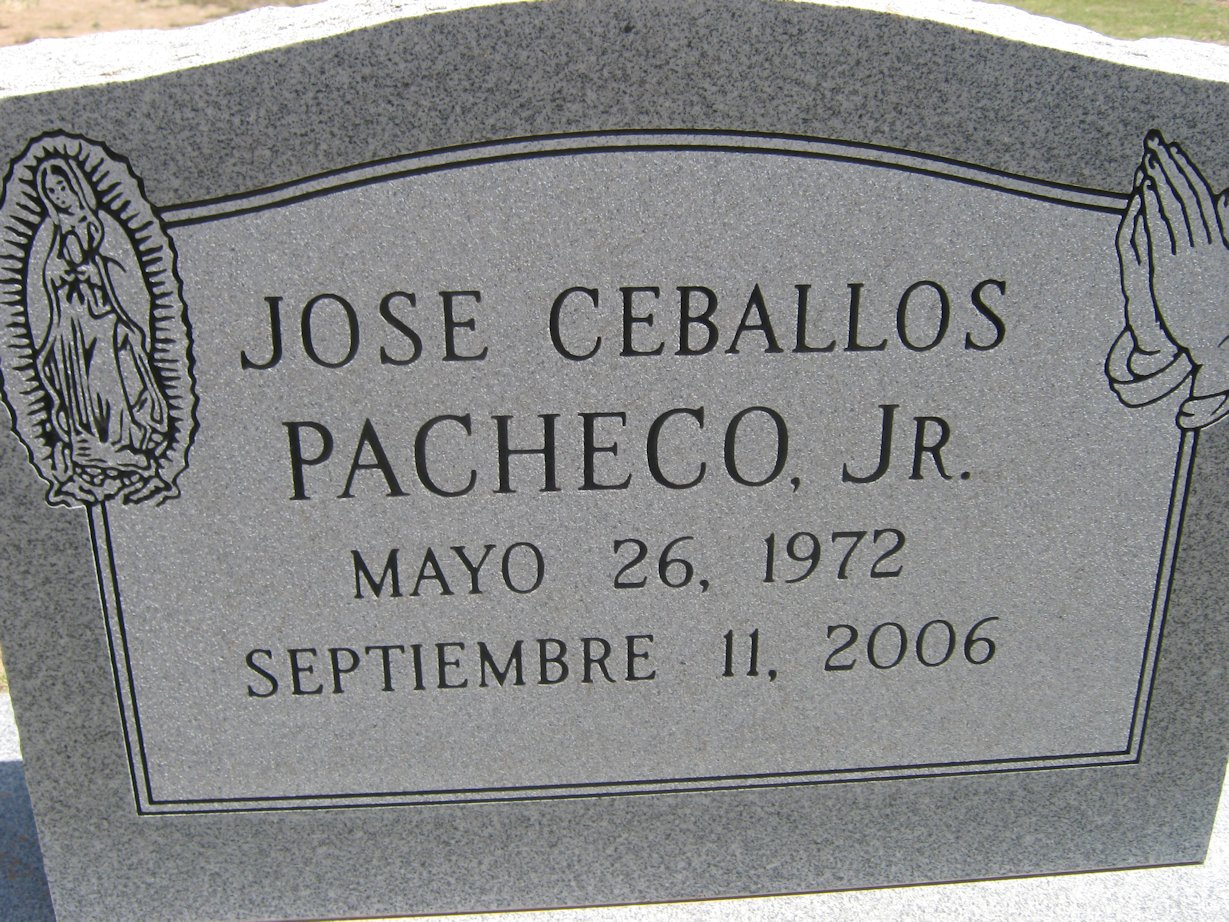 JOSE CEBALLOS
PACHECO, JR.
MAYO 26, 1972
SEPTIEMBRE 11, 2006